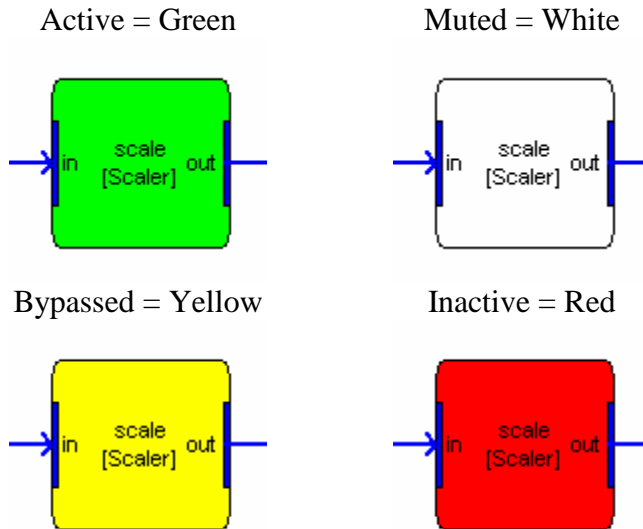 Active = Green
Muted = White
in
scale
[Scaler]
out
in
scale
[Scaler]
out
Bypassed = Yellow
Inactive = Red
in
scale
[Scaler]
out
in
scale
[Scaler]
out